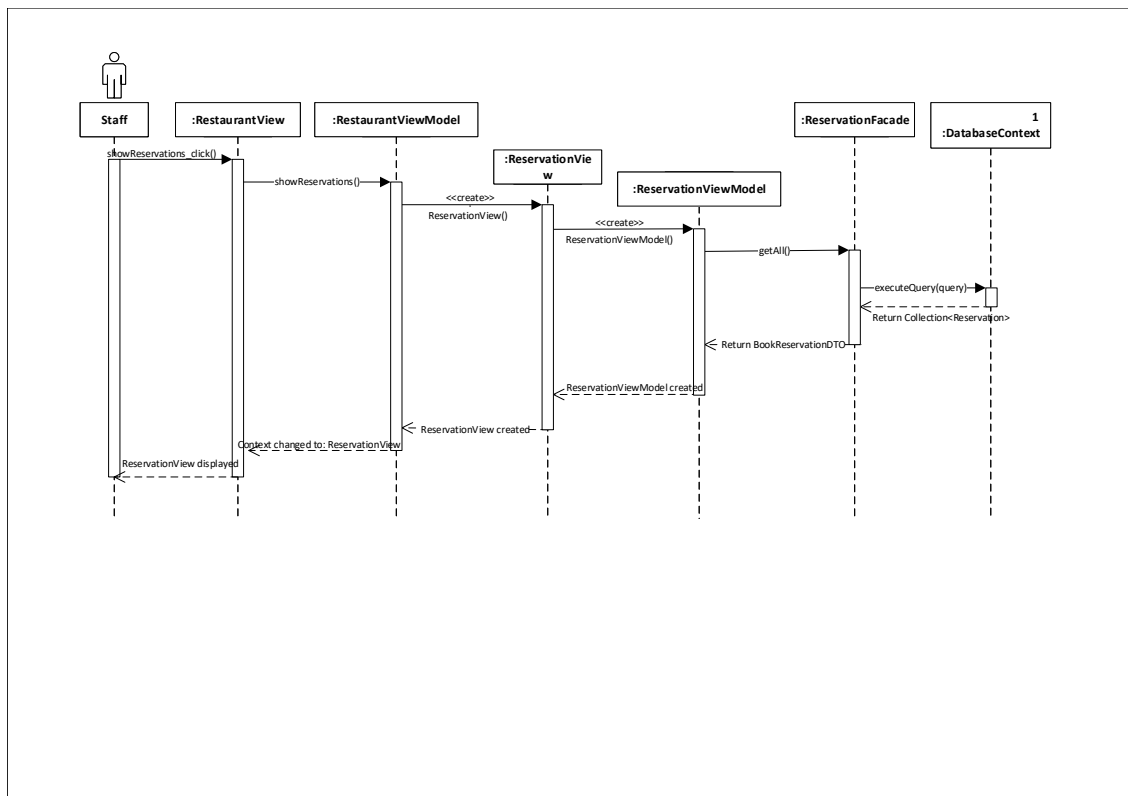 Staff
:RestaurantView
:RestaurantViewModel
:ReservationFacade
1
:DatabaseContext
:ReservationVie
w
:ReservationViewModel
showReservations_click()
showReservations()
<<create>>
ReservationView()
<<create>>
ReservationViewModel()
getAll()
executeQuery(query)
Return Collection<Reservation>
Return BookReservationDTO
ReservationViewModel created
ReservationView created
Context changed to: ReservationView
ReservationView displayed